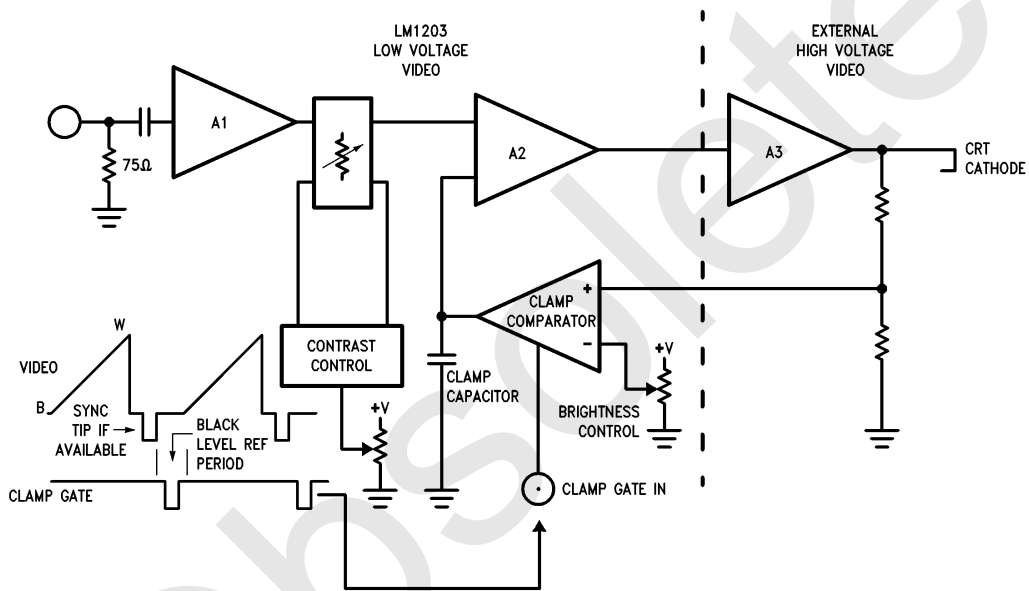 LM1203
LOW VOLTAGE
VIDEO
EXTERNAL
HIGH VOLTAGE
VIDEO
A1
A2
A3
75Ω
CRT
CATHODE
+
CLAMP
COMPARATOR
−
CONTRAST
CONTROL
CLAMP
CAPACITOR
+V
BRIGHTNESS
CONTROL
+V
W
VIDEO
B
SYNC
TIP IF
AVAILABLE
BLACK
LEVEL REF
PERIOD
CLAMP GATE
CLAMP GATE IN
obsolete